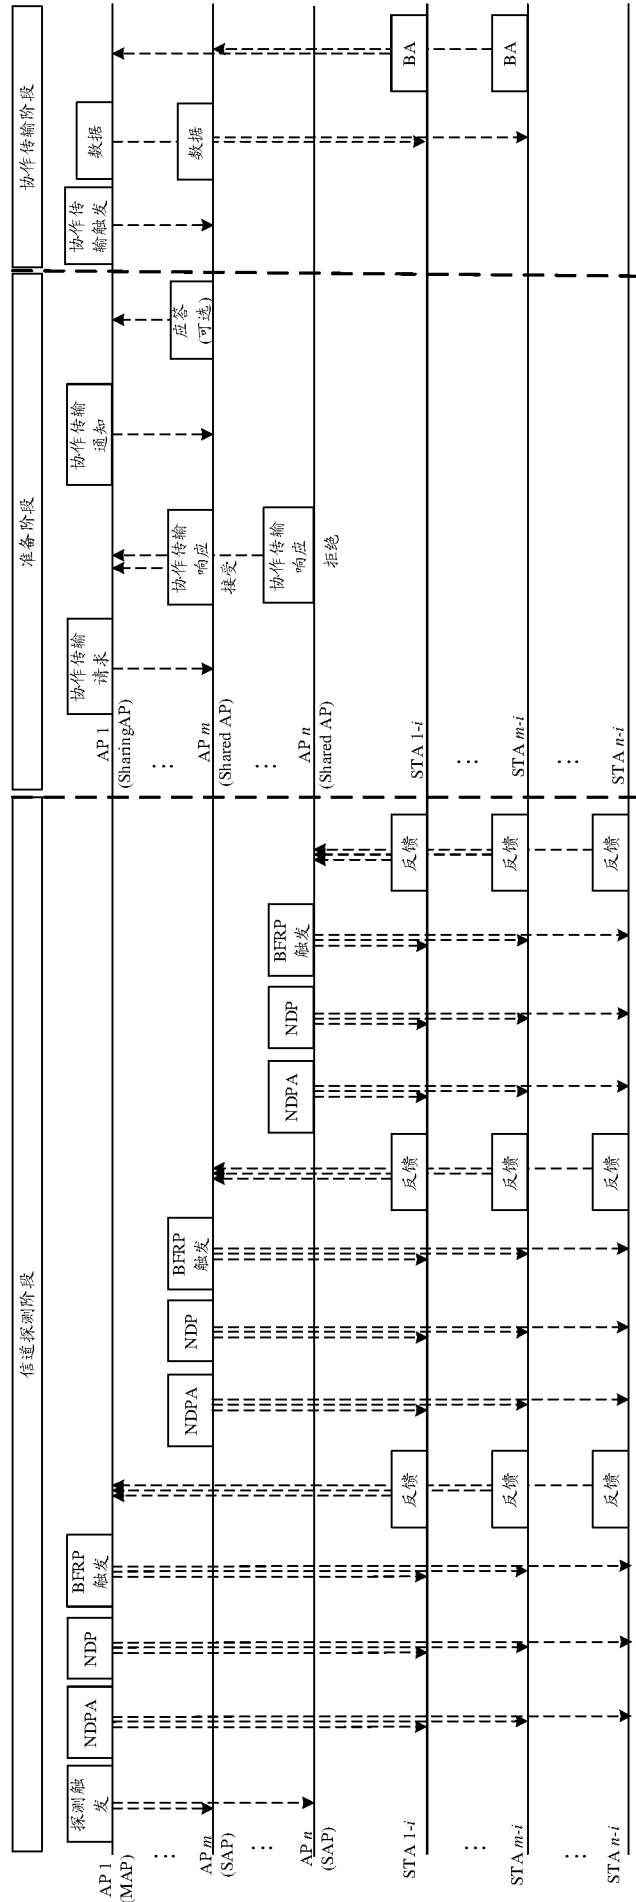 信道探测阶段
准备阶段
协作传输阶段
AP 1
(MAP)
探测触
发
NDPA
NDP
BFRP
触发
AP 1
(SharingAP)
协作传输
请求
协作传输
通知
协作传
输触发
数据
⋮
⋮
AP m
(SAP)
NDPA
NDP
BFRP
触发
AP m
(Shared AP)
协作传输
响应
接受
应答
(可选)
数据
⋮
⋮
AP n
(SAP)
NDPA
NDP
BFRP
触发
AP n
(Shared AP)
协作传输
响应
拒绝
STA 1-i
反馈
反馈
反馈
STA 1-i
BA
⋮
⋮
STA m-i
反馈
反馈
反馈
STA m-i
BA
⋮
⋮
STA n-i
反馈
反馈
反馈
STA n-i